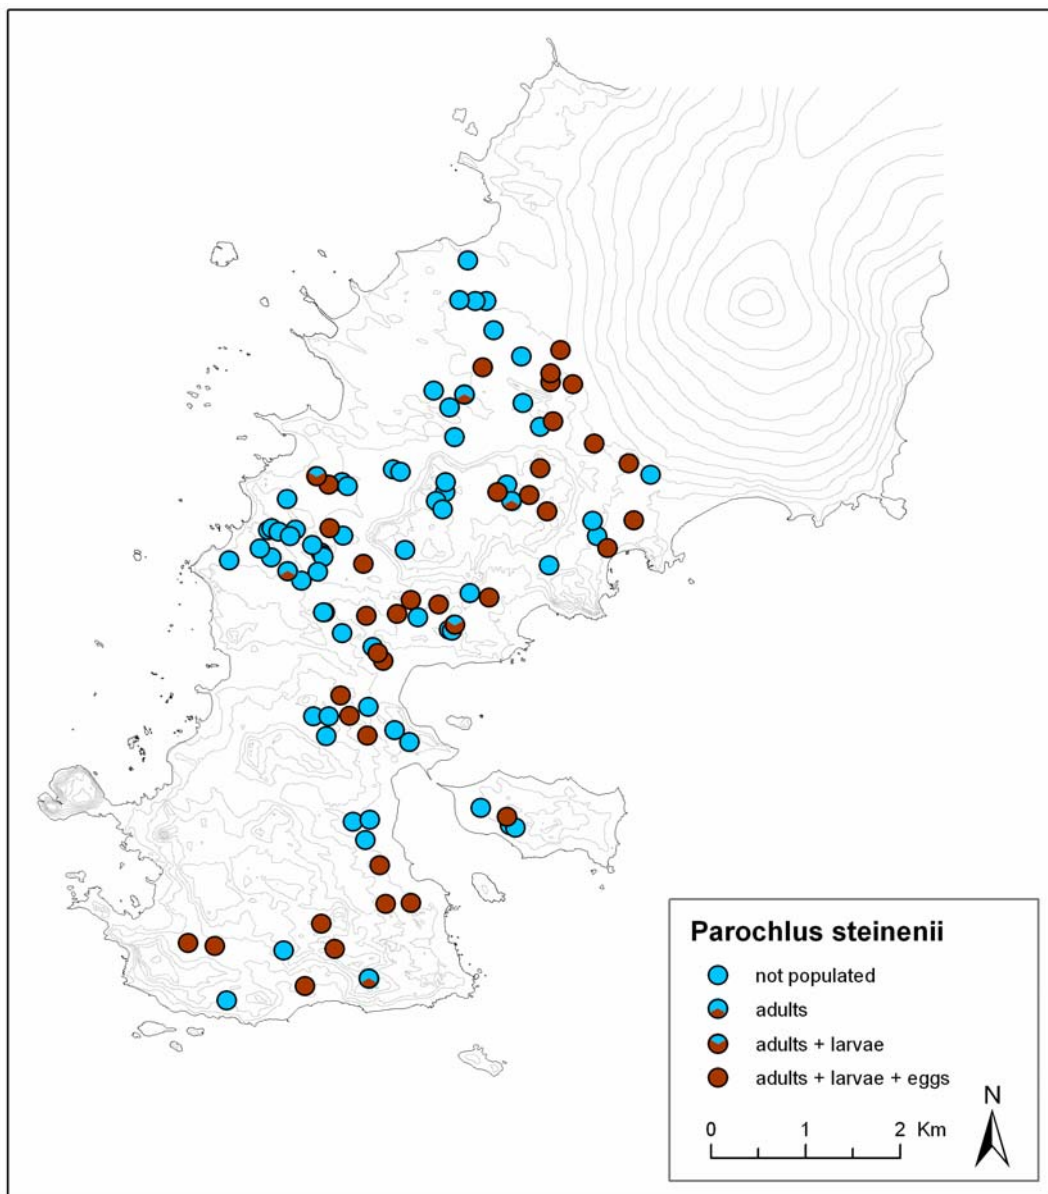 Parochlus steinenii
not populated
adults
adults + larvae
adults + larvae + eggs
N
0 1 2 Km